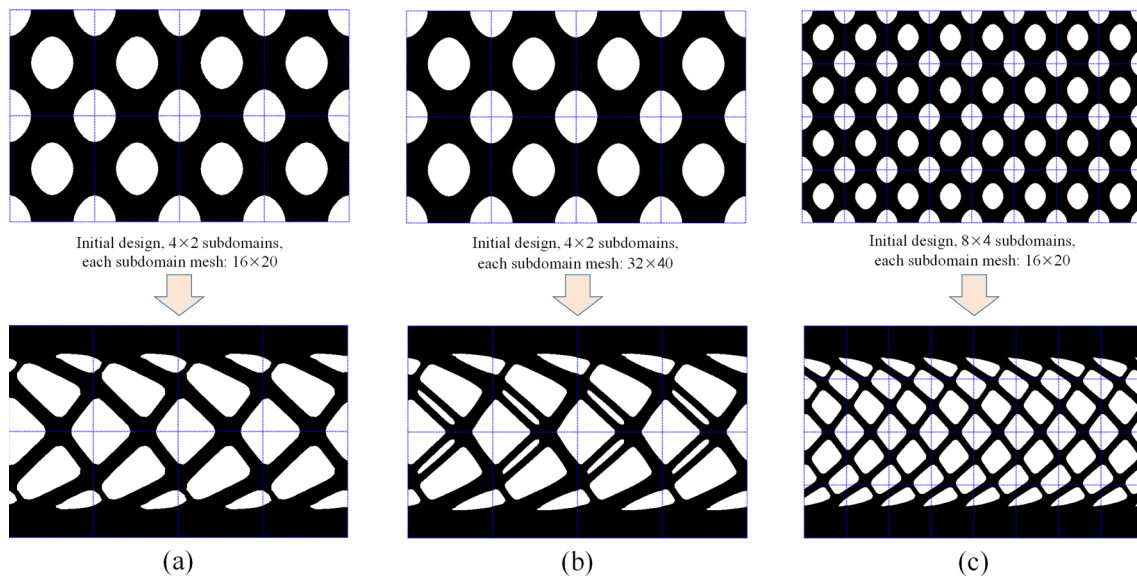 Initial design, 4×2 subdomains,
each subdomain mesh: 16×20
Initial design, 4×2 subdomains,
each subdomain mesh: 32×40
Initial design, 8×4 subdomains,
each subdomain mesh: 16×20
(a)
(b)
(c)